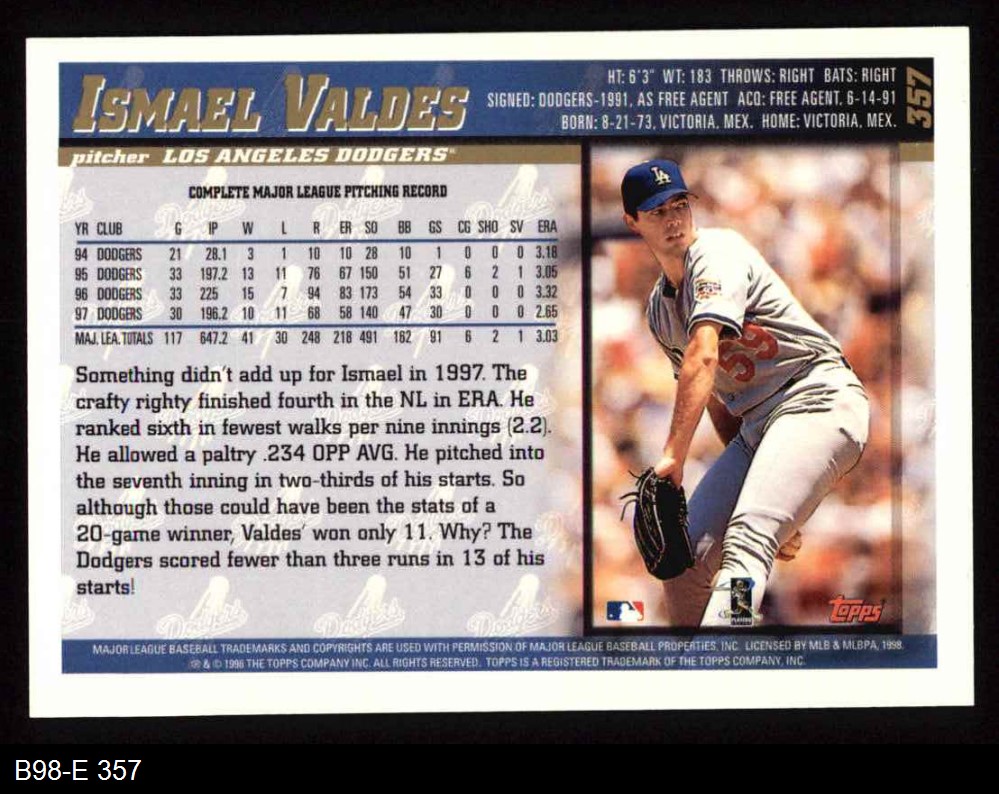 ISMAEL VALDES
HT: 6'3" WT: 183 THROWS: RIGHT BATS: RIGHT
SIGNED: DODGERS-1991, AS FREE AGENT ACQ: FREE AGENT, 6-14-91
BORN: 8-21-73, VICTORIA, MEX. HOME: VICTORIA, MEX.
357
pitcher LOS ANGELES DODGERS
COMPLETE MAJOR LEAGUE PITCHING RECORD
YR CLUB G IP W L R ER SO BB GS CG SHO SV ERA
94 DODGERS 21 28.1 3 1 10 10 28 10 1 0 0 0 3.18
95 DODGERS 33 197.2 13 11 76 67 150 51 27 6 2 1 3.05
96 DODGERS 33 225 15 7 94 83 173 54 33 0 0 0 3.32
97 DODGERS 30 196.2 10 11 68 58 140 47 30 0 0 0 2.65
MAJ. LEA. TOTALS 117 647.2 41 30 248 218 491 162 91 6 2 1 3.03
Something didn't add up for Ismael in 1997. The
crafty righty finished fourth in the NL in ERA. He
ranked sixth in fewest walks per nine innings (2.2).
He allowed a paltry .234 OPP AVG. He pitched into
the seventh inning in two-thirds of his starts. So
although those could have been the stats of a
20-game winner, Valdes' won only 11. Why? The
Dodgers scored fewer than three runs in 13 of his
starts!
LA
59
Topps
MAJOR LEAGUE BASEBALL TRADEMARKS AND COPYRIGHTS ARE USED WITH PERMISSION OF MAJOR LEAGUE BASEBALL PROPERTIES, INC. LICENSED BY MLB & MLBPA, 1998.
® & © 1998 THE TOPPS COMPANY, INC. ALL RIGHTS RESERVED. TOPPS IS A REGISTERED TRADEMARK OF THE TOPPS COMPANY, INC.
B98-E 357